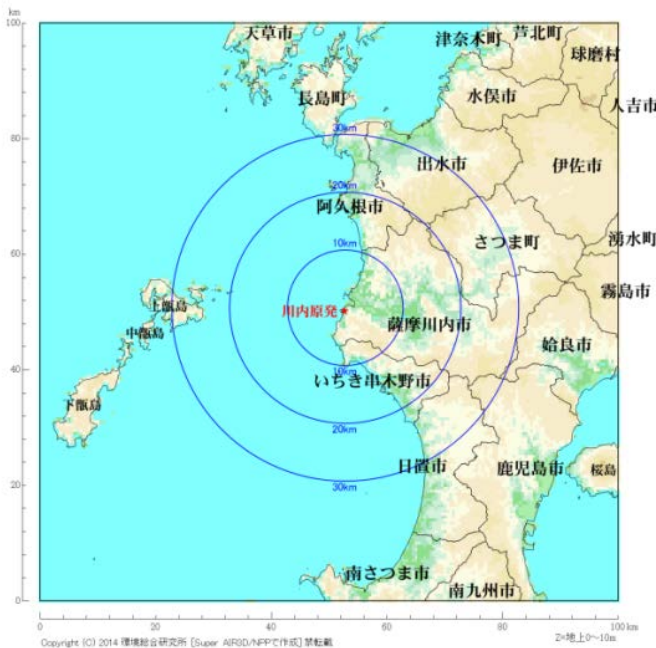 km
100
天草市
津奈木町
芦北町
球磨村
長島町
水俣市
人吉市
80
30km
出水市
伊佐市
20km
阿久根市
さつま町
湧水町
60
10km
霧島市
上甑島
川内原発
薩摩川内市
中甑島
姶良市
40
10km
いちき串木野市
下甑島
20km
日置市
鹿児島市
桜島
20
30km
南さつま市
南九州市
0
0
20
40
60
80
100 km
Copyright (C) 2014 環境総合研究所 [Super AIR3D/NPPで作成] 禁転載
Z=地上0~10m